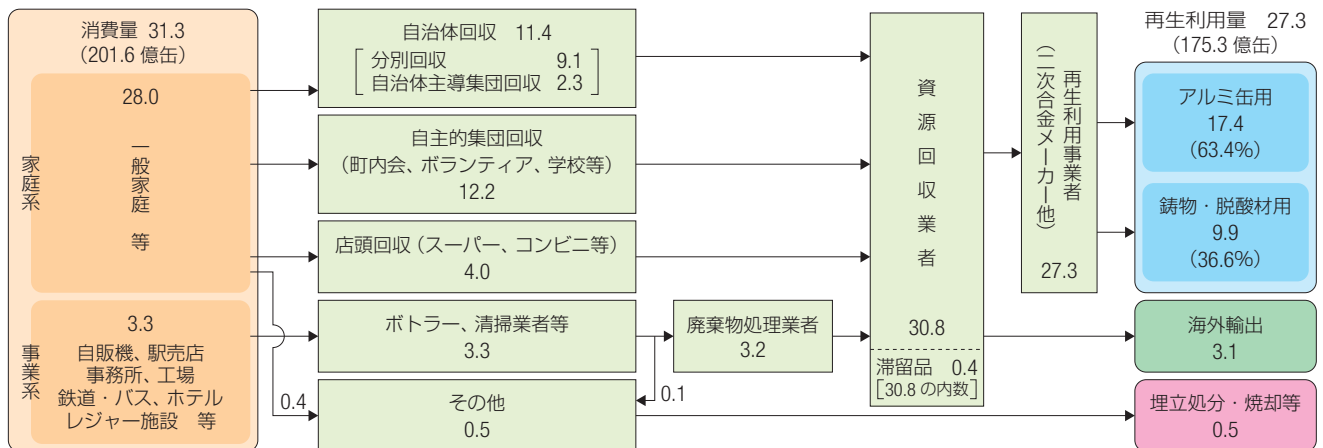 消費量 31.3
(201.6 億缶)
家庭系
28.0
一般家庭 等
事業系
3.3
自販機、駅売店
事務所、工場
鉄道・バス、ホテル
レジャー施設 等
自治体回収 11.4
分別回収 9.1
自治体主導集団回収 2.3
自主的集団回収
(町内会、ボランティア、学校等)
12.2
店頭回収(スーパー、コンビニ等)
4.0
ボトラー、清掃業者等
3.3
0.4
その他
0.5
0.1
廃棄物処理業者
3.2
資源回収業者
30.8
滞留品 0.4
[30.8 の内数]
再生利用事業者
(二次合金メーカー他)
27.3
再生利用量 27.3
(175.3 億缶)
アルミ缶用
17.4
(63.4%)
鋳物・脱酸材用
9.9
(36.6%)
海外輸出
3.1
埋立処分・焼却等
0.5